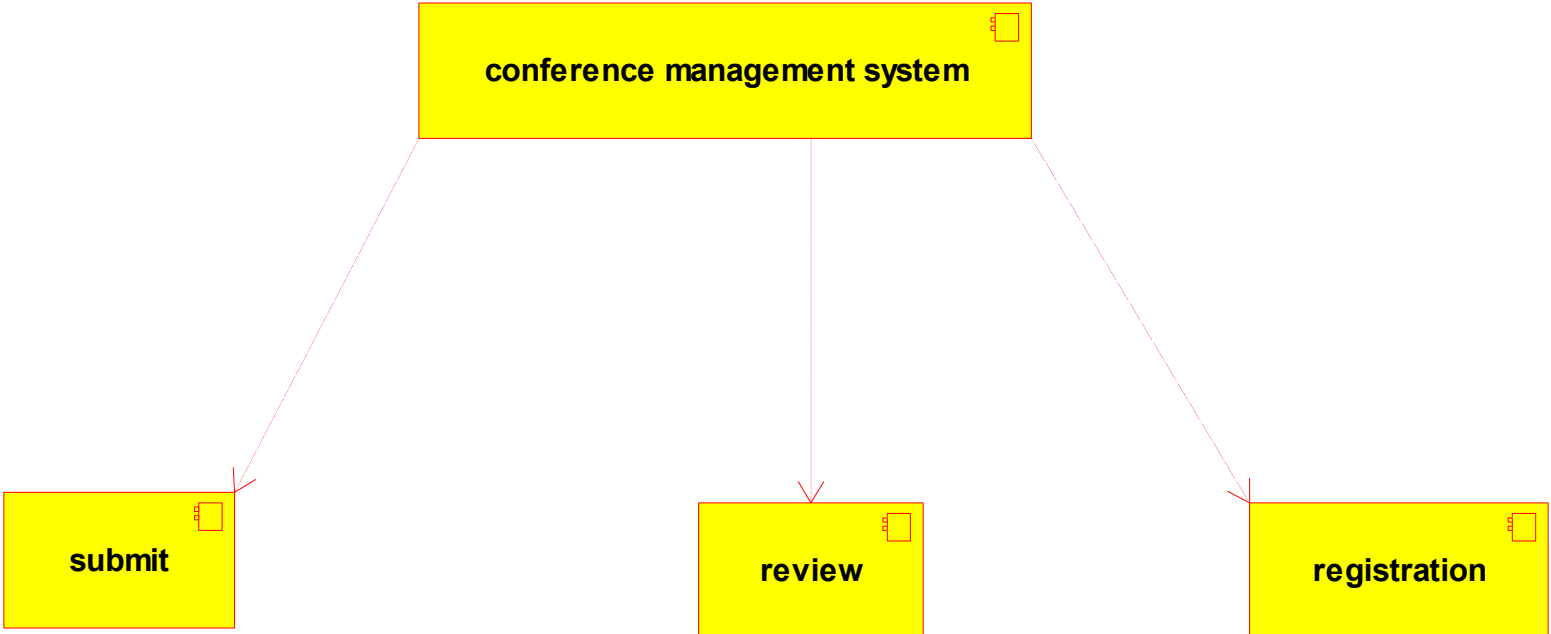 conference management system
submit
review
registration